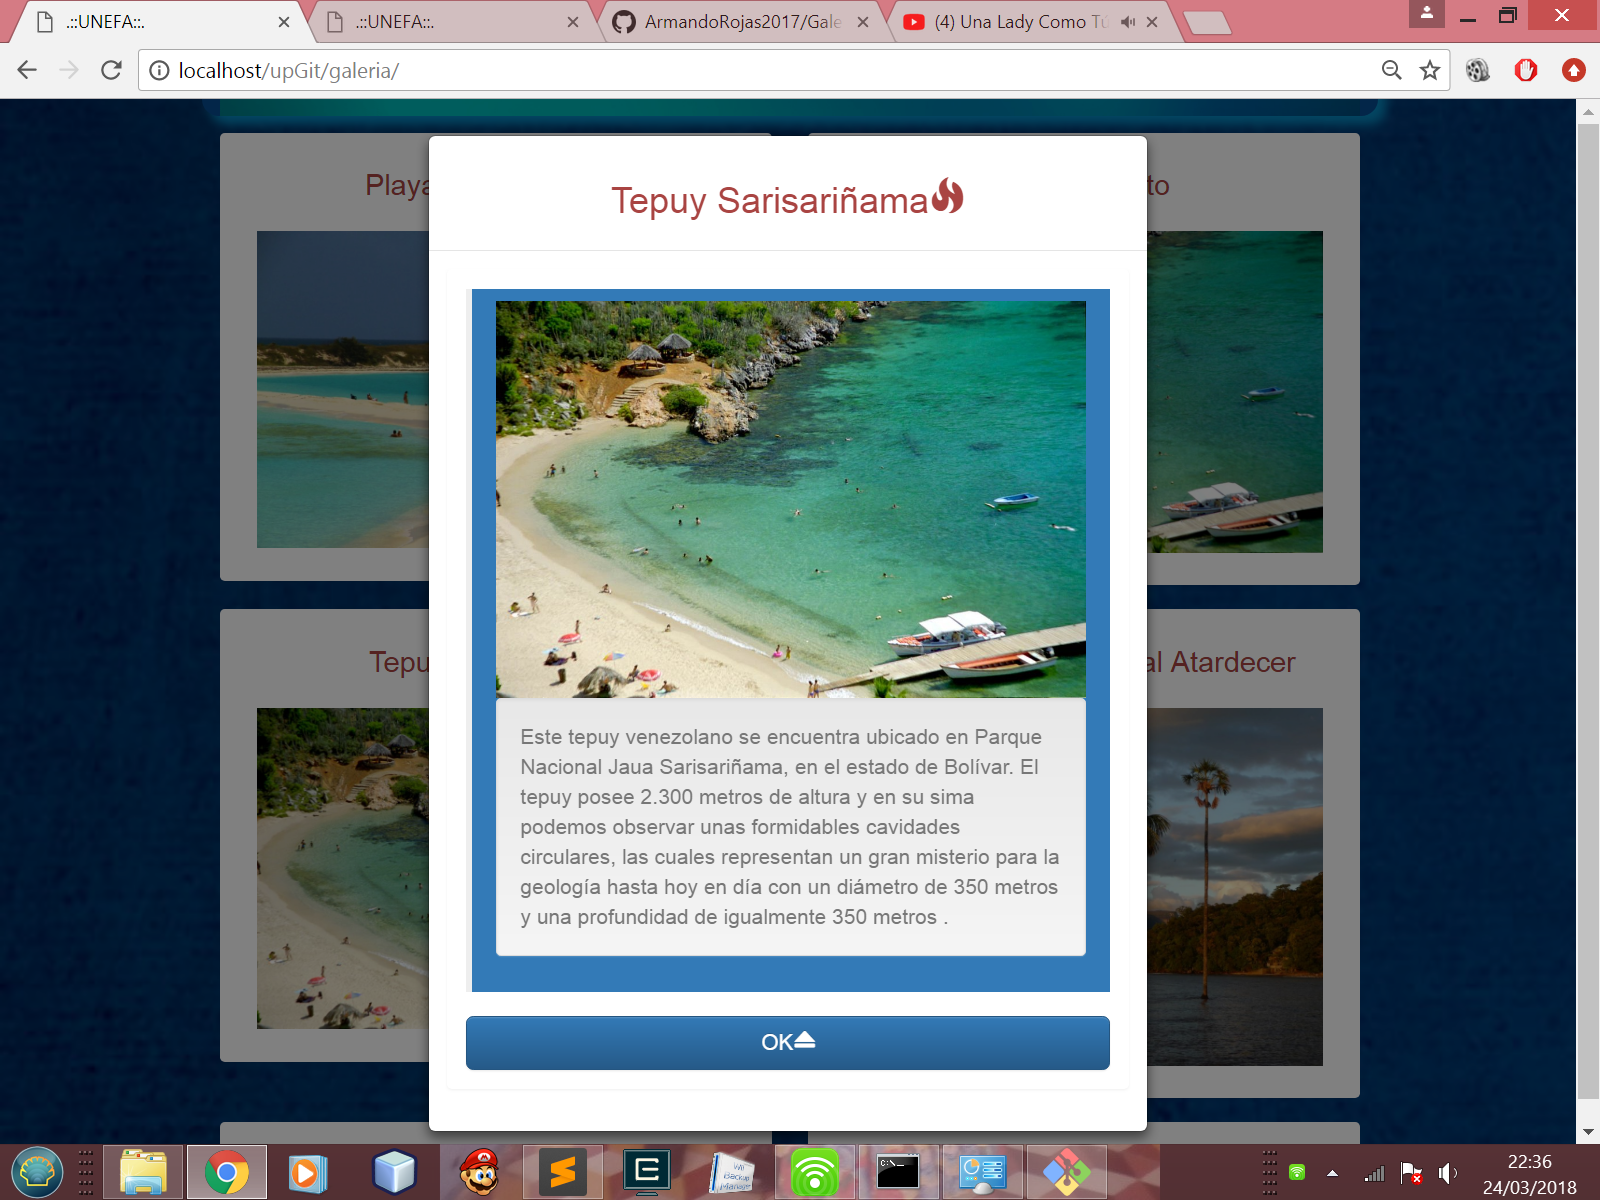 .::UNEFA::.
.::UNEFA::.
ArmandoRojas2017/Gale
(4) Una Lady Como Tú
localhost/upGit/galeria/
Playa
to
Tepuy Sarisariñama
Tepu
al Atardecer
Este tepuy venezolano se encuentra ubicado en Parque
Nacional Jaua Sarisariñama, en el estado de Bolívar. El
tepuy posee 2.300 metros de altura y en su sima
podemos observar unas formidables cavidades
circulares, las cuales representan un gran misterio para la
geología hasta hoy en día con un diámetro de 350 metros
y una profundidad de igualmente 350 metros .
OK
C:\_
Wii
Backup
Manager
22:36
24/03/2018